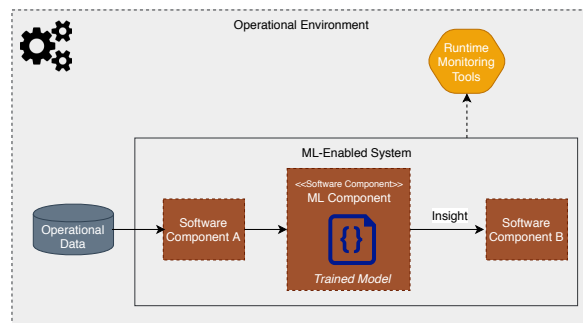 Operational Environment
Runtime
Monitoring
Tools
ML-Enabled System
<<Software Component>>
ML Component
{}
Trained Model
Operational
Data
Software
Component A
Insight
Software
Component B